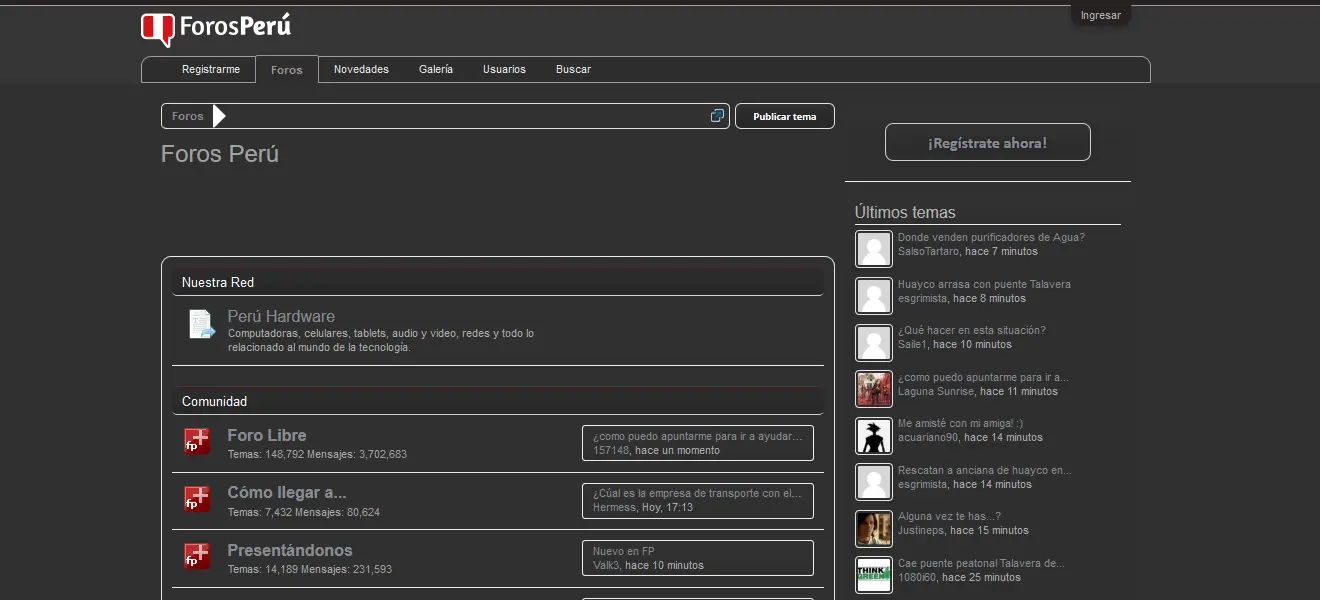 Ingresar
ForosPerú
Registrarme Foros Novedades Galería Usuarios Buscar
Foros
Publicar tema
Foros Perú
Nuestra Red
Perú Hardware
Computadoras, celulares, tablets, audio y video, redes y todo lo
relacionado al mundo de la tecnología.
Comunidad
fp
Foro Libre
Temas: 148,792 Mensajes: 3,702,683
¿como puedo apuntarme para ir a ayudar...
157148, hace un momento
fp
Cómo llegar a...
Temas: 7,432 Mensajes: 80,624
¿Cúal es la empresa de transporte con el...
Hermess, Hoy, 17:13
fp
Presentándonos
Temas: 14,189 Mensajes: 231,593
Nuevo en FP
Valk3, hace 10 minutos
¡Regístrate ahora!
Últimos temas
Donde venden purificadores de Agua?
SalsoTartaro, hace 7 minutos
Huayco arrasa con puente Talavera
esgrimista, hace 8 minutos
¿Qué hacer en esta situación?
Saile1, hace 10 minutos
¿como puedo apuntarme para ir a...
Laguna Sunrise, hace 11 minutos
Me amisté con mi amiga! :)
acuariano90, hace 14 minutos
Rescatan a anciana de huayco en...
esgrimista, hace 14 minutos
Alguna vez te has...?
Justineps, hace 15 minutos
THINK
GREEN
Cae puente peatonal Talavera de...
1080i60, hace 25 minutos